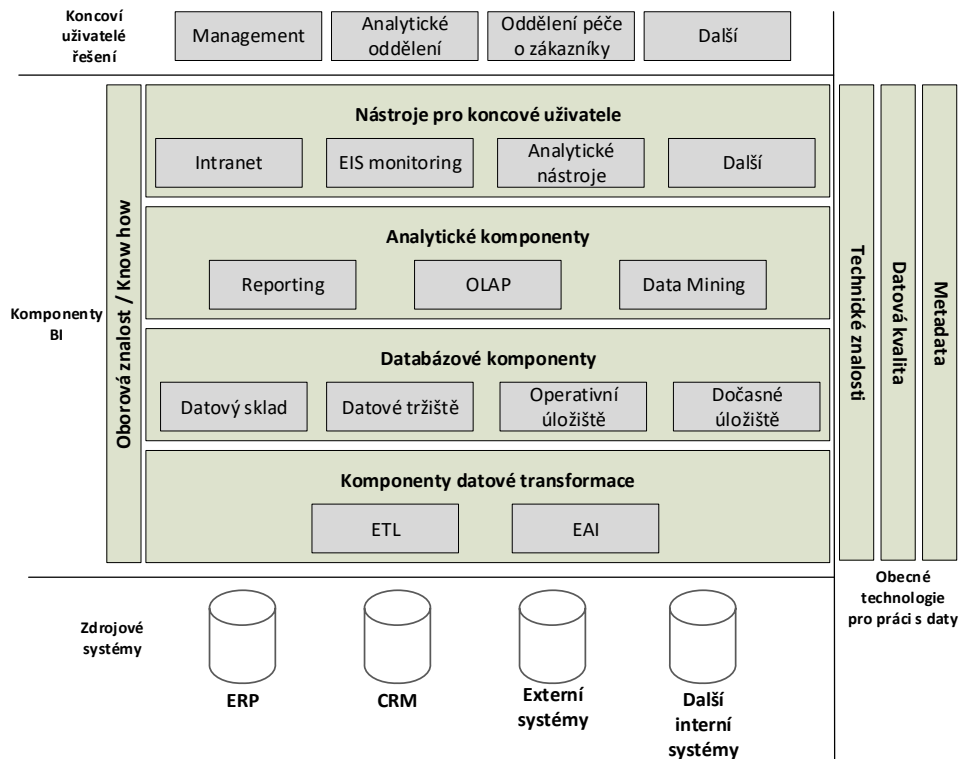 Koncoví
uživatelé
řešení
Management
Analytické
oddělení
Oddělení péče
o zákazníky
Další
Komponenty
BI
Oborová znalost / Know how
Nástroje pro koncové uživatele
Intranet
EIS monitoring
Analytické
nástroje
Další
Analytické komponenty
Reporting
OLAP
Data Mining
Databázové komponenty
Datový sklad
Datové tržiště
Operativní
úložiště
Dočasné
úložiště
Komponenty datové transformace
ETL
EAI
Technické znalosti
Datová kvalita
Metadata
Obecné
technologie
pro práci s daty
Zdrojové
systémy
ERP
CRM
Externí
systémy
Další
interní
systémy